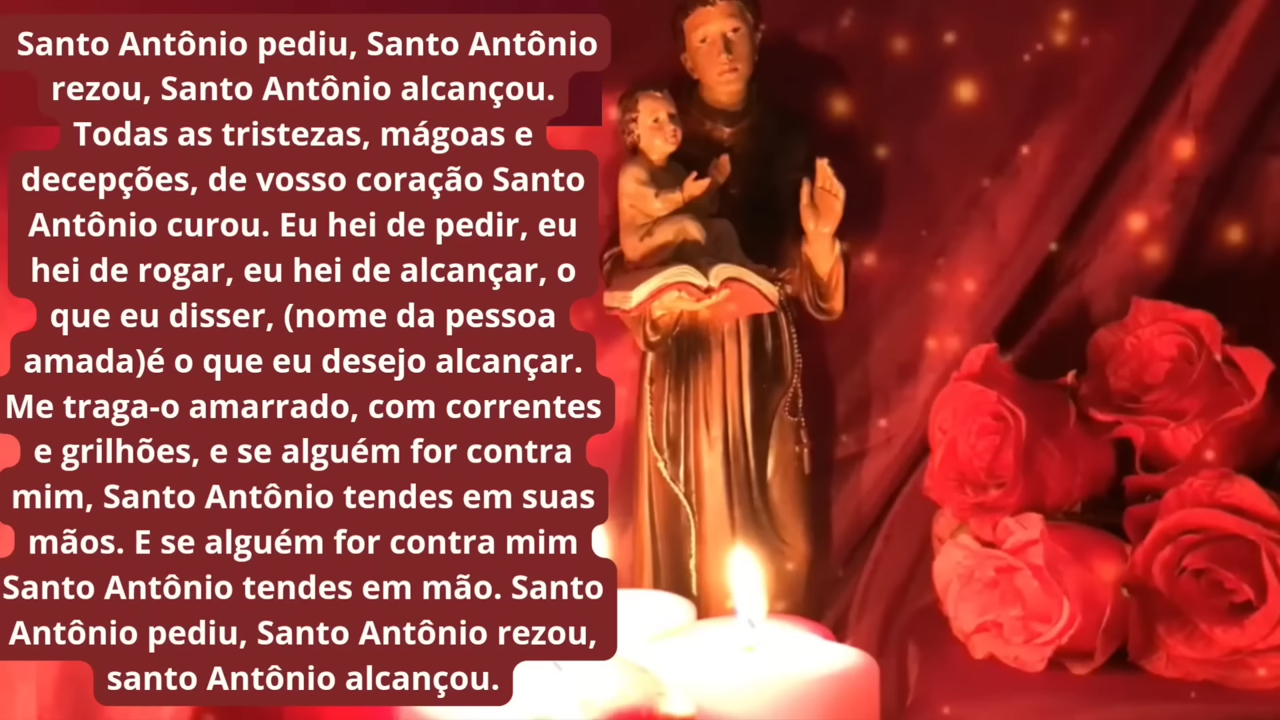 Santo Antônio pediu, Santo Antônio
rezou, Santo Antônio alcançou.
Todas as tristezas, mágoas e
decepções, de vosso coração Santo
Antônio curou. Eu hei de pedir, eu
hei de rogar, eu hei de alcançar, o
que eu disser, (nome da pessoa
amada)é o que eu desejo alcançar.
Me traga-o amarrado, com correntes
e grilhões, e se alguém for contra
mim, Santo Antônio tendes em suas
mãos. E se alguém for contra mim
Santo Antônio tendes em mão. Santo
Antônio pediu, Santo Antônio rezou,
santo Antônio alcançou.